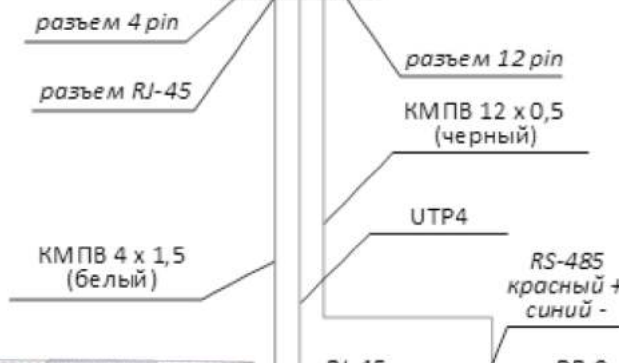 разъем 4 pin
разъем RJ-45
разъем 12 pin
КМПВ 12 х 0,5
(черный)
UTP4
КМПВ 4 х 1,5
(белый)
RS-485
красный +
синий -